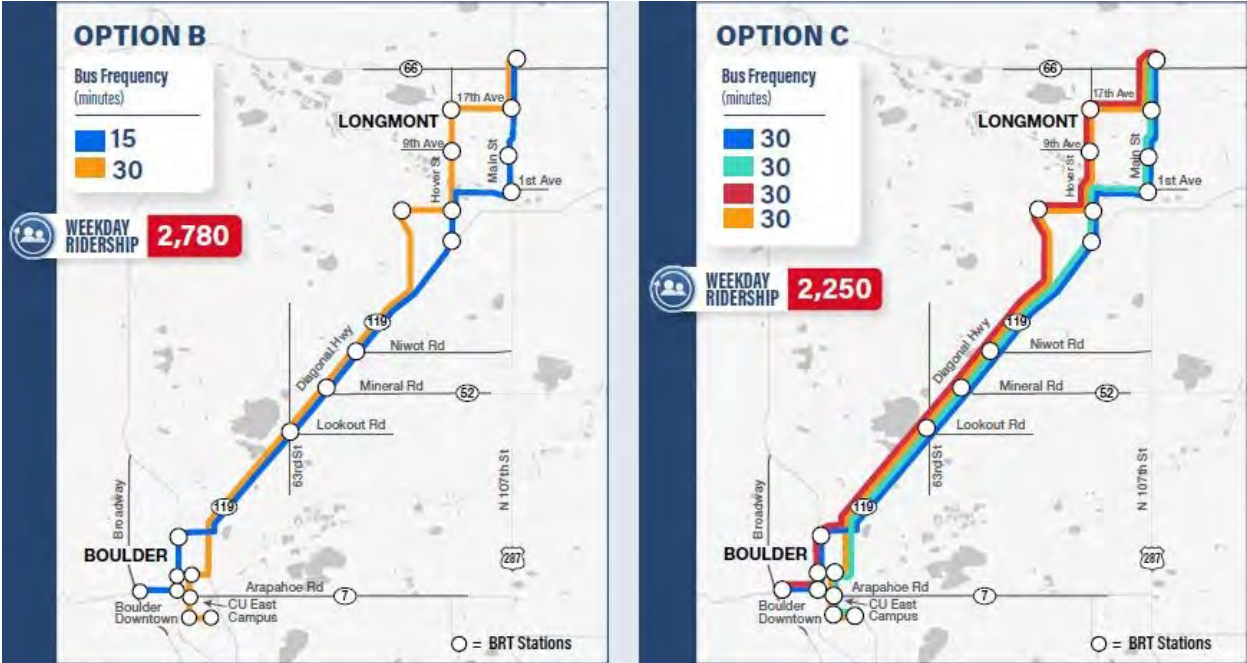 OPTION B
Bus Frequency
(minutes)
15
30
WEEKDAY
RIDERSHIP
2,780
66
17th Ave
LONGMONT
9th Ave
Hover St
Main St
1st Ave
119
Diagonal Hwy
Niwot Rd
Mineral Rd
52
Lookout Rd
63rd St
N 107th St
119
Broadway
BOULDER
287
Arapahoe Rd
7
Boulder
Downtown
CU East
Campus
= BRT Stations
OPTION C
Bus Frequency
(minutes)
30
30
30
30
WEEKDAY
RIDERSHIP
2,250
66
17th Ave
LONGMONT
9th Ave
Hover St
Main St
1st Ave
119
Diagonal Hwy
Niwot Rd
Mineral Rd
52
Lookout Rd
63rd St
N 107th St
119
Broadway
BOULDER
287
Arapahoe Rd
7
Boulder
Downtown
CU East
Campus
= BRT Stations